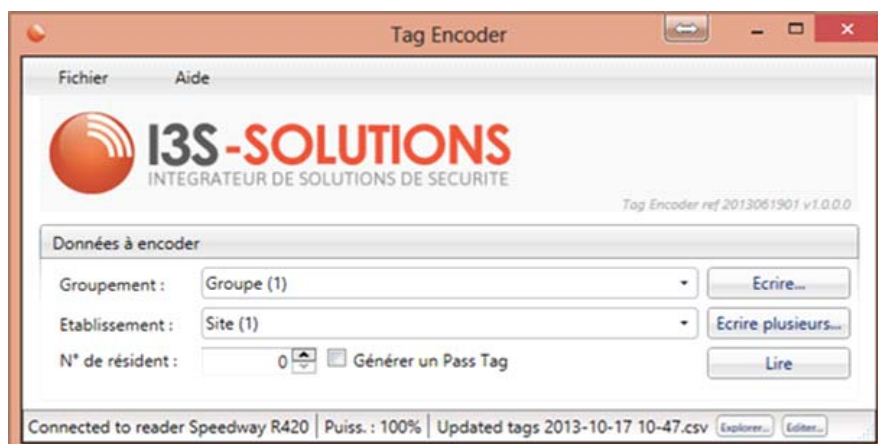 Tag Encoder
Fichier Aide
I3S-SOLUTIONS
INTEGRATEUR DE SOLUTIONS DE SECURITE
Tag Encoder ref 2013061901 v1.0.0.0
Données à encoder
Groupement : Groupe (1) Ecrire...
Etablissement : Site (1) Ecrire plusieurs...
N° de résident : 0 Générer un Pass Tag Lire
Connected to reader Speedway R420 Puiss. : 100% Updated tags 2013-10-17 10-47.csv Explorer... Editer...